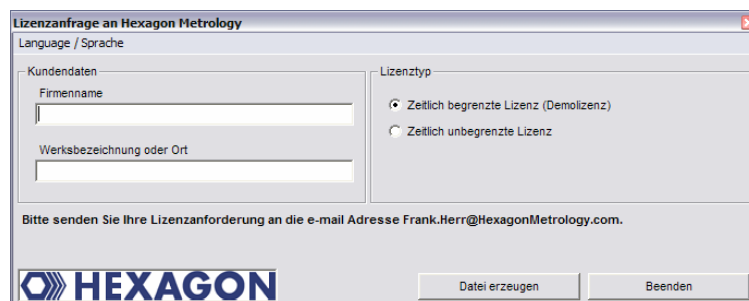 Lizenzanfrage an Hexagon Metrology
Language / Sprache
Kundendaten
Firmenname
Werksbezeichnung oder Ort
Lizenztyp
Zeitlich begrenzte Lizenz (Demolizenz)
Zeitlich unbegrenzte Lizenz
Bitte senden Sie Ihre Lizenzanforderung an die e-mail Adresse Frank.Herr@HexagonMetrology.com.
HEXAGON
Datei erzeugen
Beenden